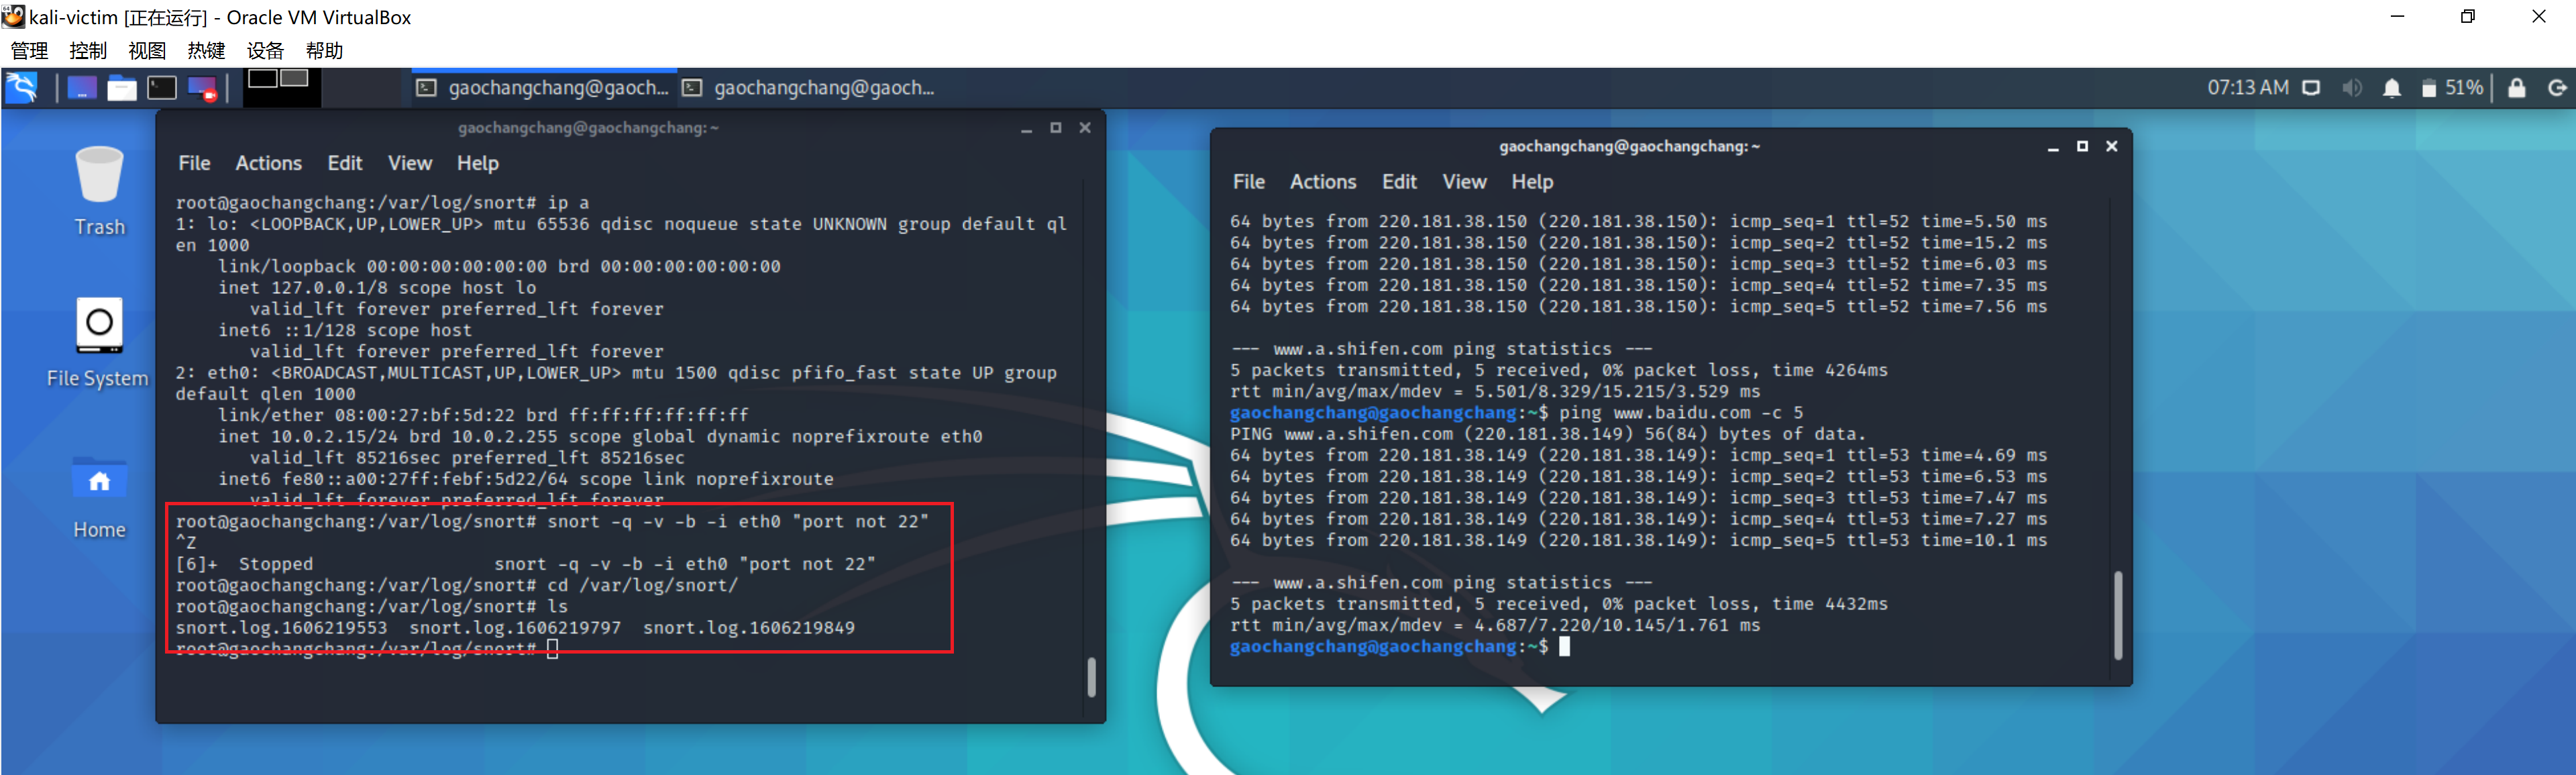 kali-victim [正在运行] - Oracle VM VirtualBox
管理 控制 视图 热键 设备 帮助
gaochangchang@gaoch... gaochangchang@gaoch... 07:13 AM 51%
Trash
File System
Home
gaochangchang@gaochangchang:~
File Actions Edit View Help
root@gaochangchang:/var/log/snort# ip a
1: lo: <LOOPBACK,UP,LOWER_UP> mtu 65536 qdisc noqueue state UNKNOWN group default ql
en 1000
link/loopback 00:00:00:00:00:00 brd 00:00:00:00:00:00
inet 127.0.0.1/8 scope host lo
valid_lft forever preferred_lft forever
inet6 ::1/128 scope host
valid_lft forever preferred_lft forever
2: eth0: <BROADCAST,MULTICAST,UP,LOWER_UP> mtu 1500 qdisc pfifo_fast state UP group
default qlen 1000
link/ether 08:00:27:bf:5d:22 brd ff:ff:ff:ff:ff:ff
inet 10.0.2.15/24 brd 10.0.2.255 scope global dynamic noprefixroute eth0
valid_lft 85216sec preferred_lft 85216sec
inet6 fe80::a00:27ff:febf:5d22/64 scope link noprefixroute
valid_lft forever preferred_lft forever
root@gaochangchang:/var/log/snort# snort -q -v -b -i eth0 "port not 22"
^Z
[6]+ Stopped snort -q -v -b -i eth0 "port not 22"
root@gaochangchang:/var/log/snort# cd /var/log/snort/
root@gaochangchang:/var/log/snort# ls
snort.log.1606219553 snort.log.1606219797 snort.log.1606219849
root@gaochangchang:/var/log/snort#
gaochangchang@gaochangchang:~
File Actions Edit View Help
64 bytes from 220.181.38.150 (220.181.38.150): icmp_seq=1 ttl=52 time=5.50 ms
64 bytes from 220.181.38.150 (220.181.38.150): icmp_seq=2 ttl=52 time=15.2 ms
64 bytes from 220.181.38.150 (220.181.38.150): icmp_seq=3 ttl=52 time=6.03 ms
64 bytes from 220.181.38.150 (220.181.38.150): icmp_seq=4 ttl=52 time=7.35 ms
64 bytes from 220.181.38.150 (220.181.38.150): icmp_seq=5 ttl=52 time=7.56 ms
--- www.a.shifen.com ping statistics ---
5 packets transmitted, 5 received, 0% packet loss, time 4264ms
rtt min/avg/max/mdev = 5.501/8.329/15.215/3.529 ms
gaochangchang@gaochangchang:~$ ping www.baidu.com -c 5
PING www.a.shifen.com (220.181.38.149) 56(84) bytes of data.
64 bytes from 220.181.38.149 (220.181.38.149): icmp_seq=1 ttl=53 time=4.69 ms
64 bytes from 220.181.38.149 (220.181.38.149): icmp_seq=2 ttl=53 time=6.53 ms
64 bytes from 220.181.38.149 (220.181.38.149): icmp_seq=3 ttl=53 time=7.47 ms
64 bytes from 220.181.38.149 (220.181.38.149): icmp_seq=4 ttl=53 time=7.27 ms
64 bytes from 220.181.38.149 (220.181.38.149): icmp_seq=5 ttl=53 time=10.1 ms
--- www.a.shifen.com ping statistics ---
5 packets transmitted, 5 received, 0% packet loss, time 4432ms
rtt min/avg/max/mdev = 4.687/7.220/10.145/1.761 ms
gaochangchang@gaochangchang:~$